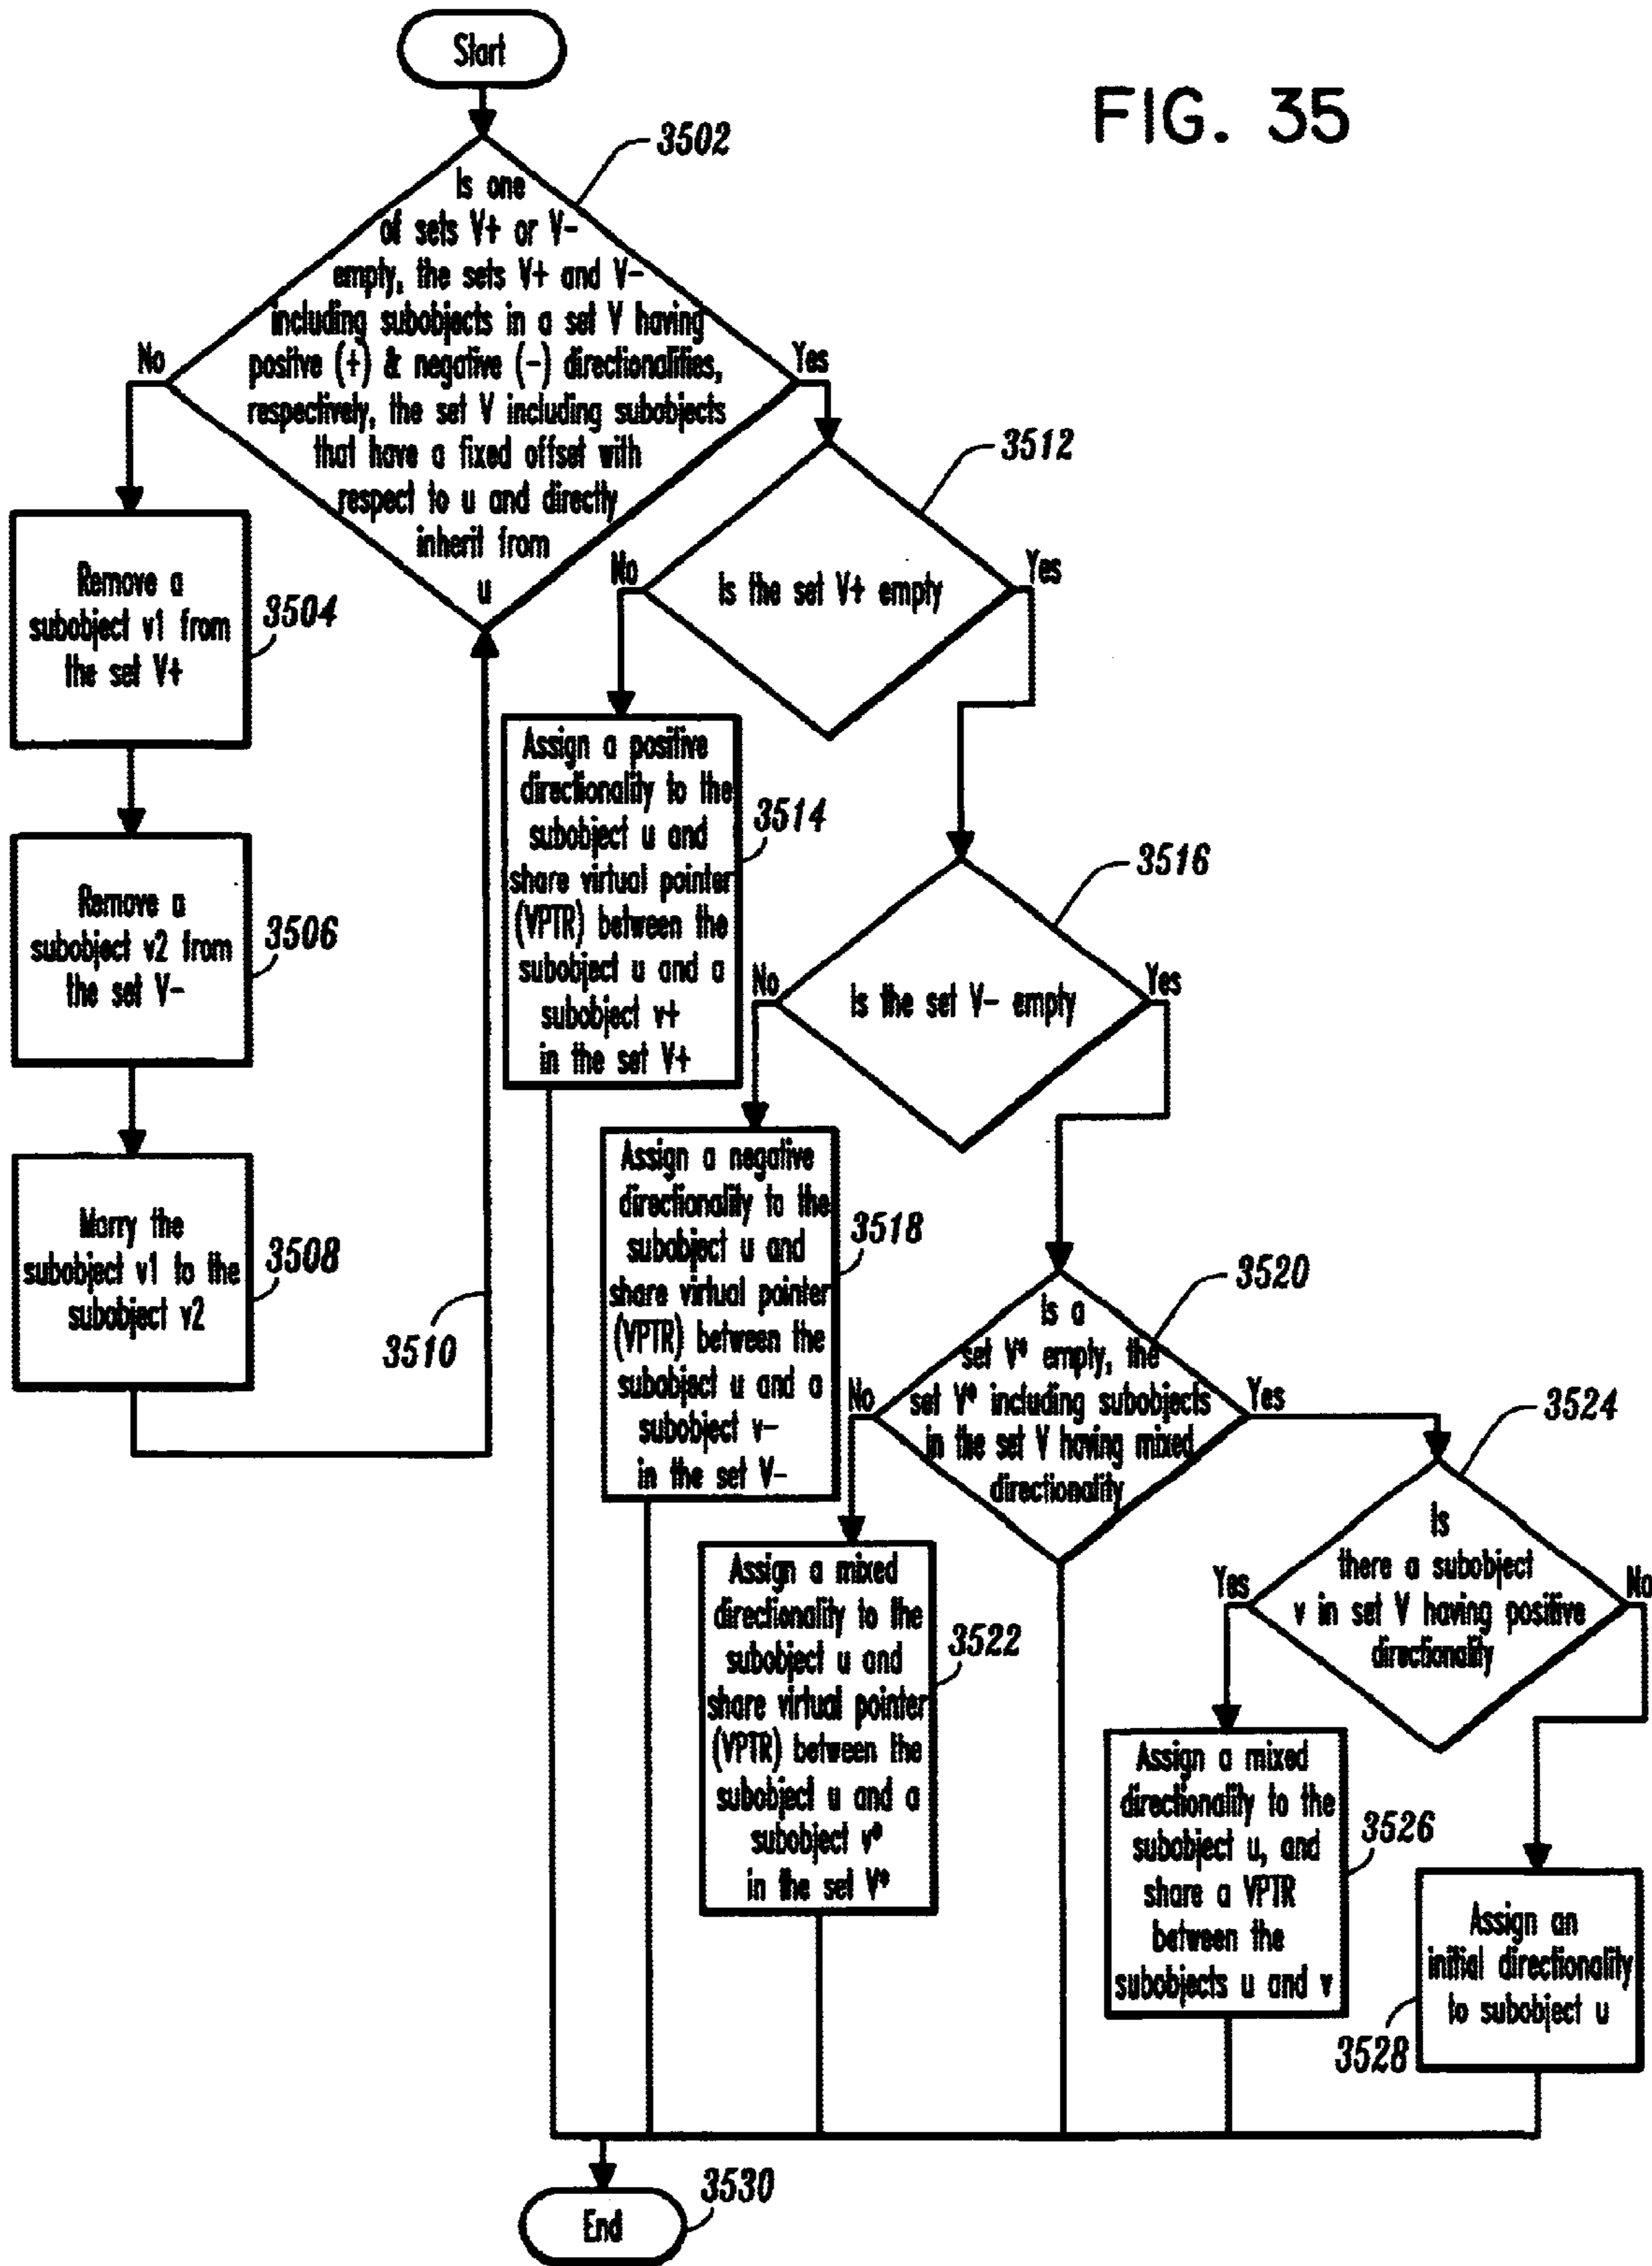 Start
FIG. 35
3502
Is one
of sets V+ or V-
empty, the sets V+ and V-
including subobjects in a set V having
positive (+) & negative (-) directionalities,
respectively, the set V including subobjects
that have a fixed offset with
respect to u and directly
inherit from
u
No
Yes
Remove a
subobject v1 from
the set V+
3504
Remove a
subobject v2 from
the set V-
3506
Marry the
subobject v1 to the
subobject v2
3508
3510
3512
Is the set V+ empty
No
Yes
Assign a positive
directionality to the
subobject u and
share virtual pointer
(VPTR) between the
subobject u and a
subobject v+
in the set V+
3514
3516
Is the set V- empty
No
Yes
Assign a negative
directionality to the
subobject u and
share virtual pointer
(VPTR) between the
subobject u and a
subobject v-
in the set V-
3518
3520
Is a
set V* empty, the
set V* including subobjects
in the set V having mixed
directionality
No
Yes
Assign a mixed
directionality to the
subobject u and
share virtual pointer
(VPTR) between the
subobject u and a
subobject v*
in the set V*
3522
3524
Is
there a subobject
v in set V having positive
directionality
Yes
No
Assign a mixed
directionality to the
subobject u, and
share a VPTR
between the
subobjects u and v
3526
Assign an
initial directionality
to subobject u
3528
End
3530